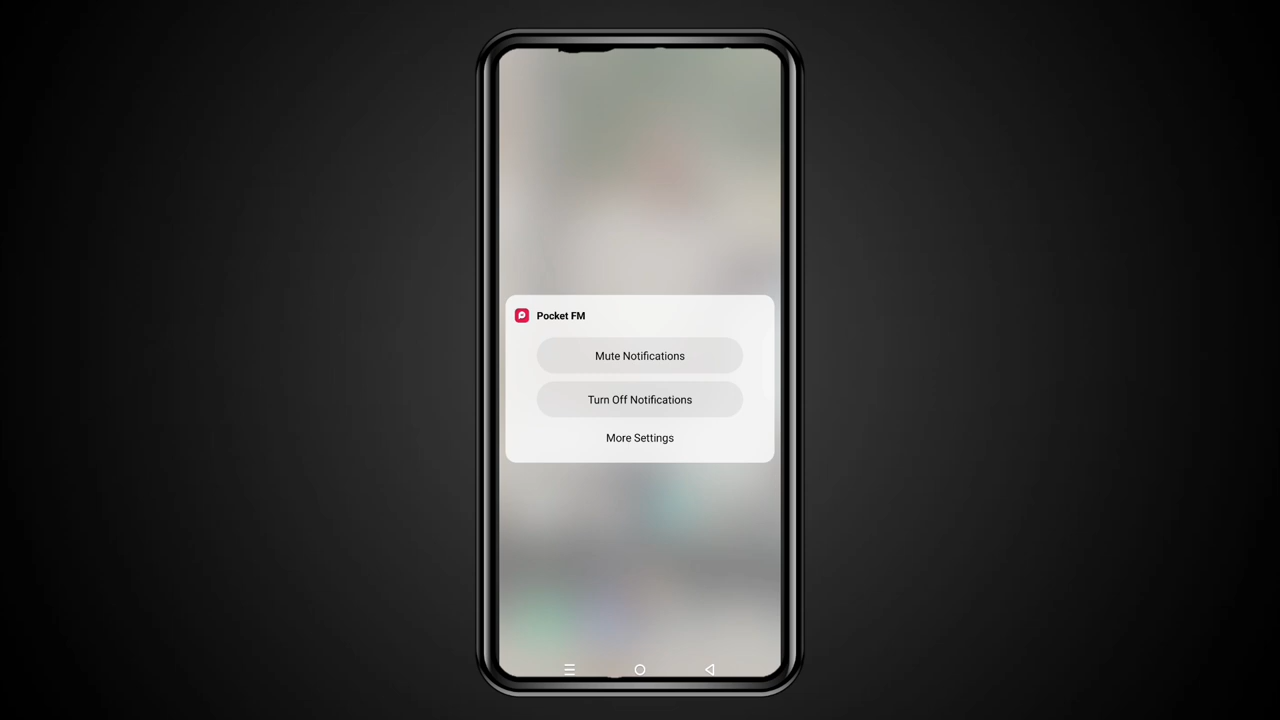 Pocket FM
Mute Notifications
Turn Off Notifications
More Settings